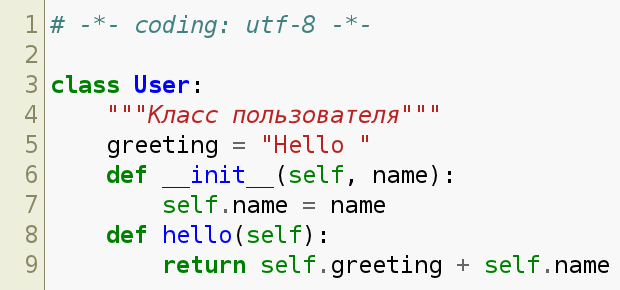 1 # -*- coding: utf-8 -*-
2
3 class User:
4     """Класс пользователя"""
5     greeting = "Hello "
6     def __init__(self, name):
7         self.name = name
8     def hello(self):
9         return self.greeting + self.name